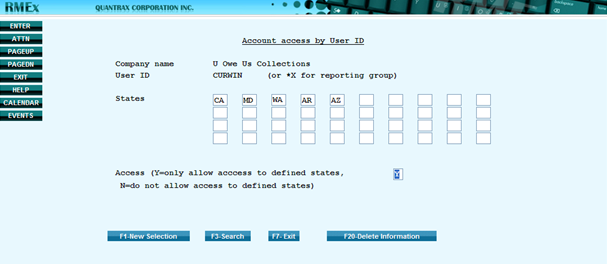 RMEx QUANTRAX CORPORATION INC.
ENTER
ATTN
PAGEUP
PAGEDN
EXIT
HELP
CALENDAR
EVENTS
Account access by User ID
Company name U Owe Us Collections
User ID CURWIN (or *X for reporting group)
States CA MD WA AR AZ
Access (Y=only allow acccess to defined states, Y
N=do not allow access to defined states)
F1-New Selection F3-Search F7- Exit F20-Delete Information